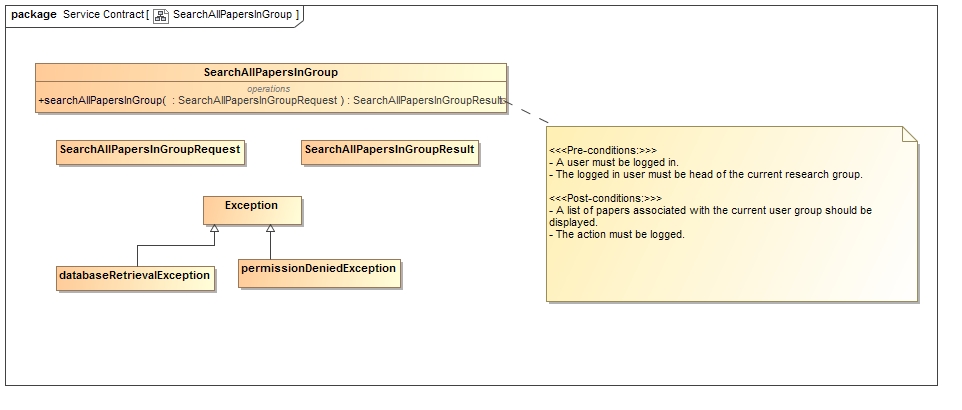 package Service Contract[ SearchAllPapersInGroup ]
SearchAllPapersInGroup
operations
+searchAllPapersInGroup( : SearchAllPapersInGroupRequest ) : SearchAllPapersInGroupResult
SearchAllPapersInGroupRequest
SearchAllPapersInGroupResult
Exception
databaseRetrievalException
permissionDeniedException
<<<Pre-conditions:>>>
- A user must be logged in.
- The logged in user must be head of the current research group.
<<<Post-conditions:>>>
- A list of papers associated with the current user group should be
displayed.
- The action must be logged.